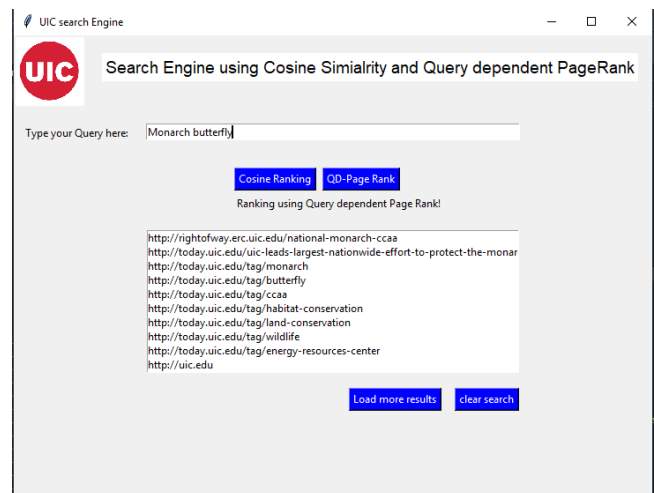 UIC search Engine
UIC
Search Engine using Cosine Simialrity and Query dependent PageRank
Type your Query here: Monarch butterfly
Cosine Ranking QD-Page Rank
Ranking using Query dependent Page Rank!
http://rightofway.erc.uic.edu/national-monarch-ccaa
http://today.uic.edu/uic-leads-largest-nationwide-effort-to-protect-the-monar
http://today.uic.edu/tag/monarch
http://today.uic.edu/tag/butterfly
http://today.uic.edu/tag/ccaa
http://today.uic.edu/tag/habitat-conservation
http://today.uic.edu/tag/land-conservation
http://today.uic.edu/tag/wildlife
http://today.uic.edu/tag/energy-resources-center
http://uic.edu
Load more results clear search